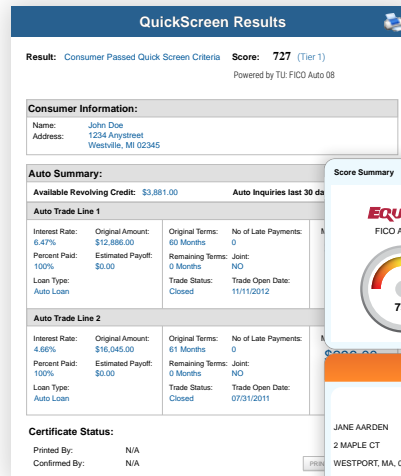 QuickScreen Results
Result: Consumer Passed Quick Screen Criteria Score: 727 (Tier 1)
Powered by TU: FICO Auto 08
Consumer Information:
Name: John Doe
Address: 1234 Anystreet
Westville, MI 02345
Auto Summary:
Available Revolving Credit: $3,881.00 Auto Inquiries last 30 da
Auto Trade Line 1
Interest Rate: Original Amount: Original Terms: No of Late Payments:
6.47% $12,886.00 60 Months 0
Percent Paid: Estimated Payoff: Remaining Terms: Joint:
100% $0.00 0 Months NO
Loan Type: Trade Status: Trade Open Date:
Auto Loan Closed 11/11/2012
Auto Trade Line 2
Interest Rate: Original Amount: Original Terms: No of Late Payments:
4.66% $16,045.00 61 Months 0
Percent Paid: Estimated Payoff: Remaining Terms: Joint:
100% $0.00 0 Months NO
Loan Type: Trade Status: Trade Open Date:
Auto Loan Closed 07/31/2011
Certificate Status:
Printed By: N/A
Confirmed By: N/A
Score Summary
EQU
FICO A
7
JANE AARDEN
2 MAPLE CT
WESTPORT, MA, 0